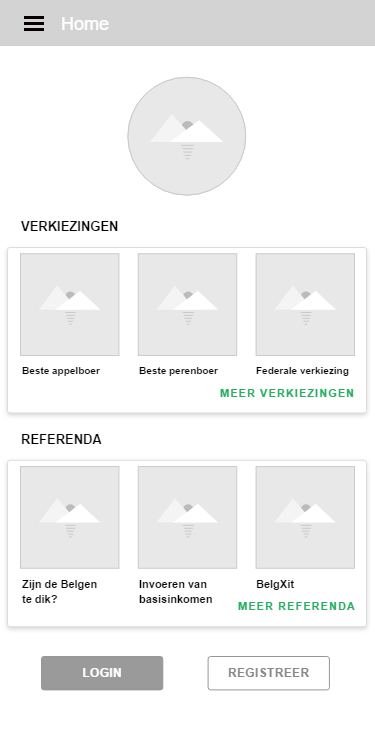 Home
VERKIEZINGEN
Beste appelboer
Beste perenboer
Federale verkiezing
MEER VERKIEZINGEN
REFERENDA
Zijn de Belgen
te dik?
Invoeren van
basisinkomen
BelgXit
MEER REFERENDA
LOGIN
REGISTREER